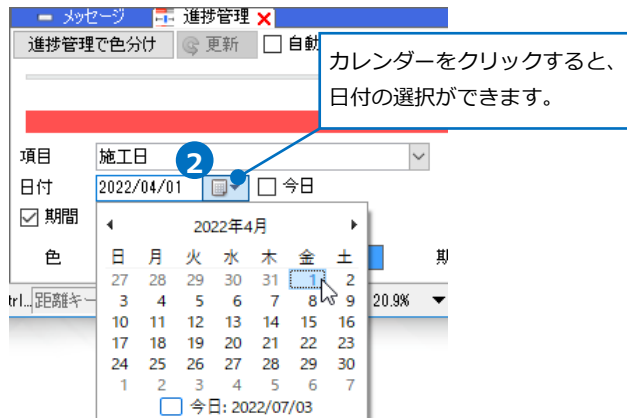 メッセージ 進捗管理
進捗管理で色分け 更新 自動
カレンダーをクリックすると、
日付の選択ができます。
項目 施工日
2
日付 2022/04/01 今日
期間
2022年4月
色 期
日 月 火 水 木 金 土
27 28 29 30 31 1 2
trl... 距離キー 20.9%
3 4 5 6 7 8 9
10 11 12 13 14 15 16
17 18 19 20 21 22 23
24 25 26 27 28 29 30
1 2 3 4 5 6 7
今日: 2022/07/03